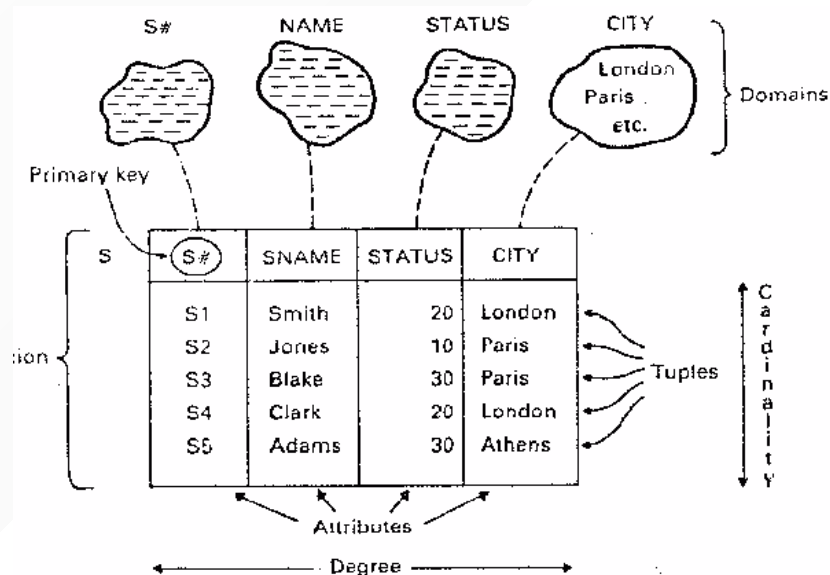 S# NAME STATUS CITY
London
Paris
etc.
Domains
Primary key
S S# SNAME STATUS CITY
S1 Smith 20 London
S2 Jones 10 Paris
S3 Blake 30 Paris
S4 Clark 20 London
S5 Adams 30 Athens
tion
Tuples
Cardinality
Attributes
Degree